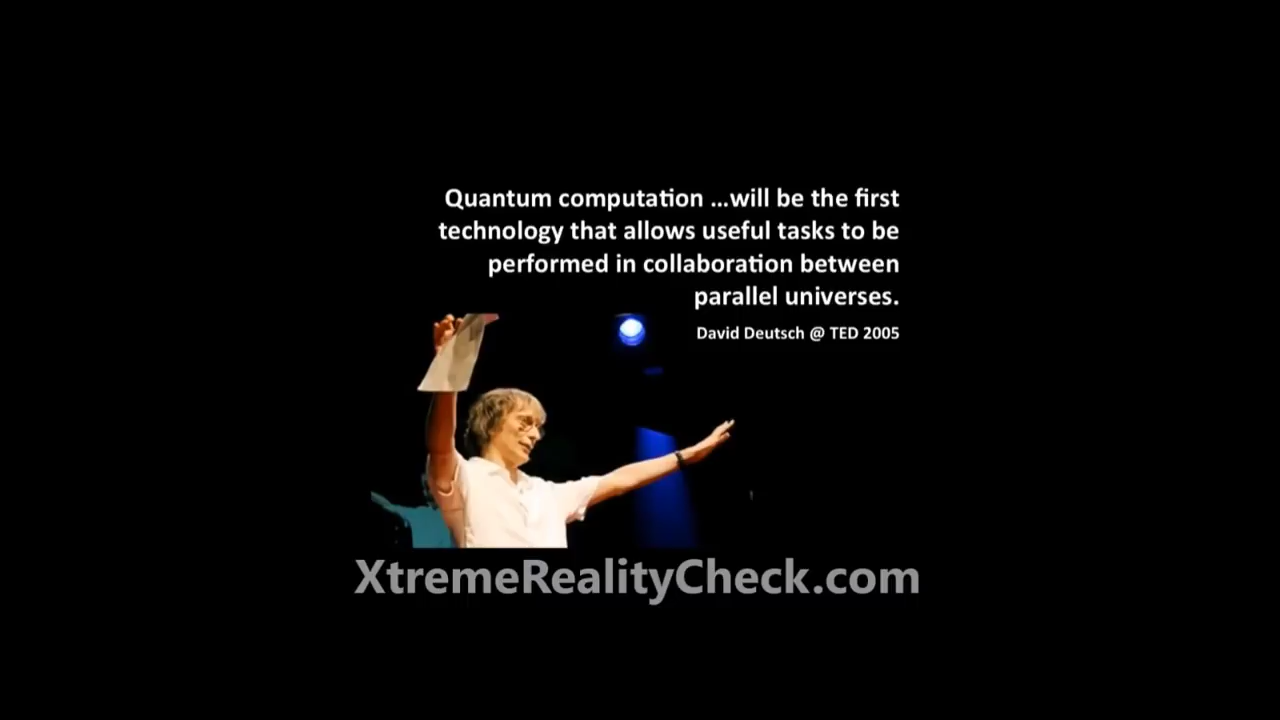 Quantum computation ...will be the first
technology that allows useful tasks to be
performed in collaboration between
parallel universes.
David Deutsch @ TED 2005
XtremeRealityCheck.com